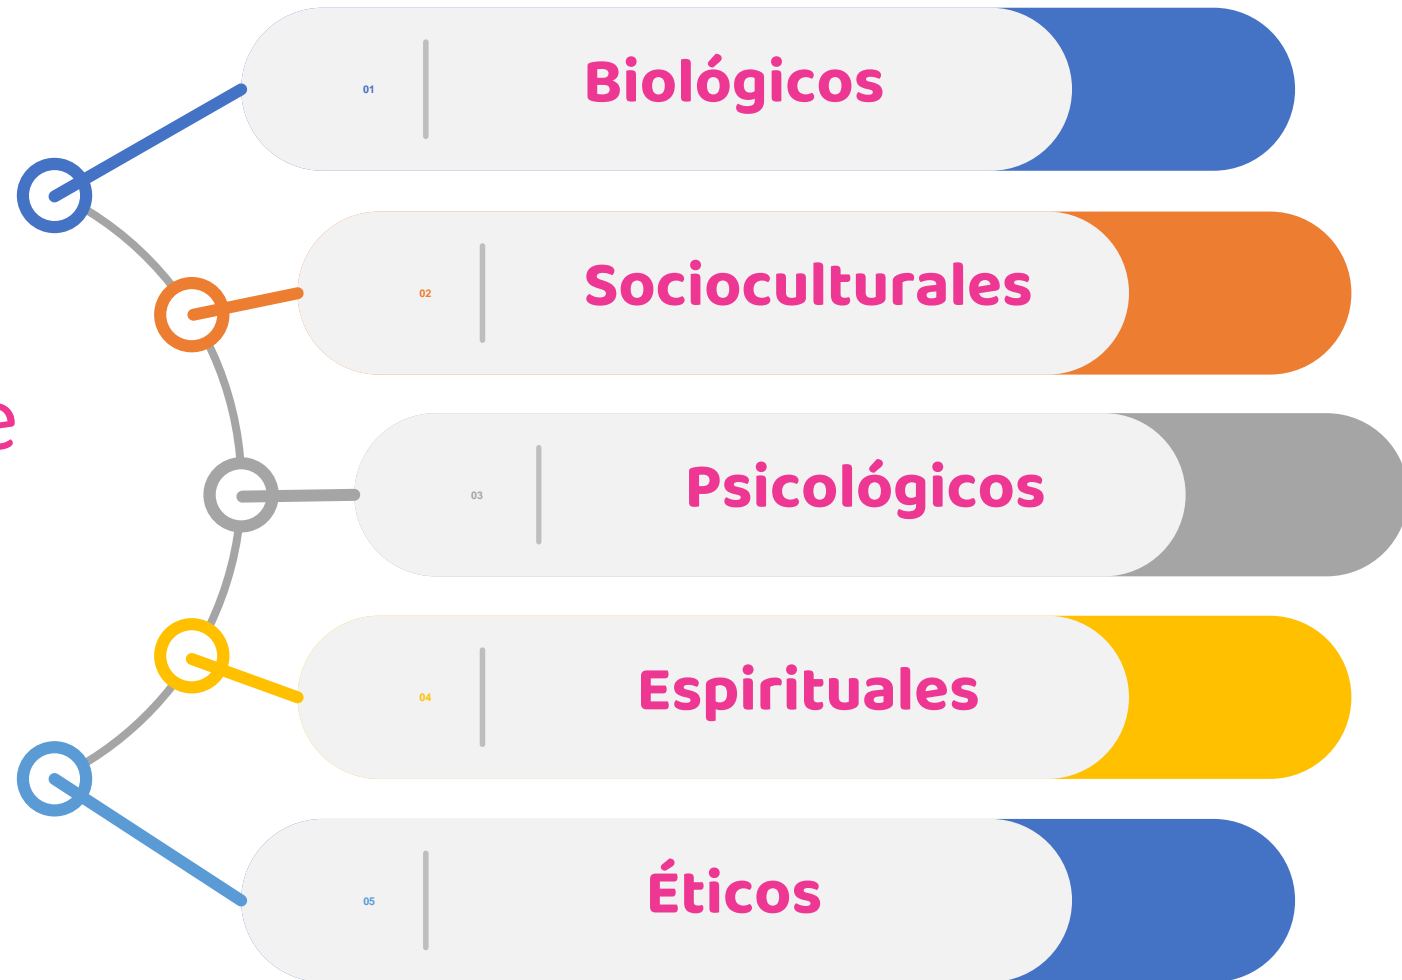 01
Biológicos
02
Socioculturales
e
03
Psicológicos
04
Espirituales
05
Éticos